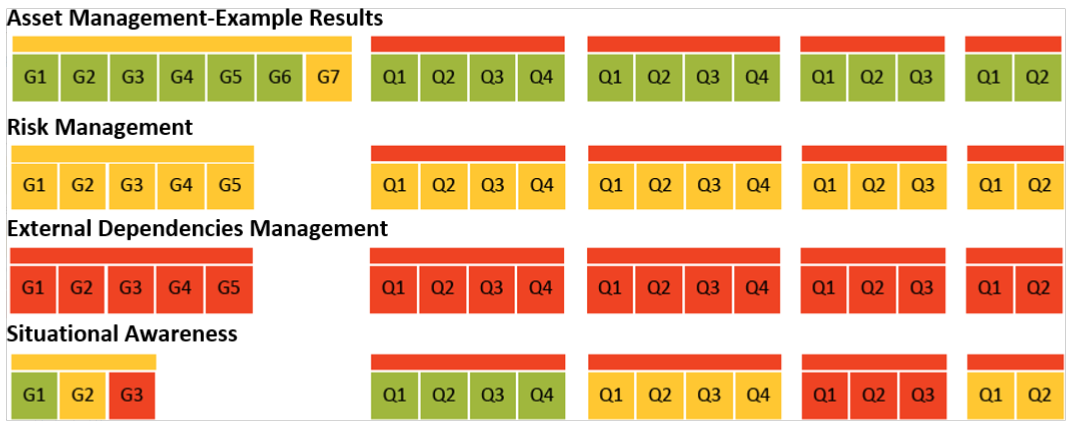 Asset Management-Example Results
G1 G2 G3 G4 G5 G6 G7 Q1 Q2 Q3 Q4 Q1 Q2 Q3 Q4 Q1 Q2 Q3 Q1 Q2
Risk Management
G1 G2 G3 G4 G5 Q1 Q2 Q3 Q4 Q1 Q2 Q3 Q4 Q1 Q2 Q3 Q1 Q2
External Dependencies Management
G1 G2 G3 G4 G5 Q1 Q2 Q3 Q4 Q1 Q2 Q3 Q4 Q1 Q2 Q3 Q1 Q2
Situational Awareness
G1 G2 G3 Q1 Q2 Q3 Q4 Q1 Q2 Q3 Q4 Q1 Q2 Q3 Q1 Q2